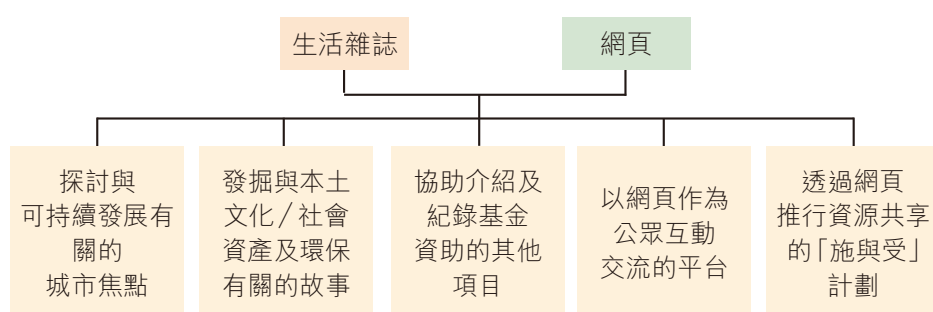 生活雜誌
網頁
探討與
可持續發展有
關的
城市焦點
發掘與本土
文化／社會
資產及環保
有關的故事
協助介紹及
紀錄基金
資助的其他
項目
以網頁作為
公眾互動
交流的平台
透過網頁
推行資源共享
的「施與受」
計劃